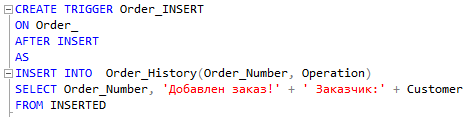 CREATE TRIGGER Order_INSERT
ON Order_
AFTER INSERT
AS
INSERT INTO  Order_History(Order_Number, Operation)
SELECT Order_Number, 'Добавлен заказ!' + ' Заказчик:' + Customer
FROM INSERTED